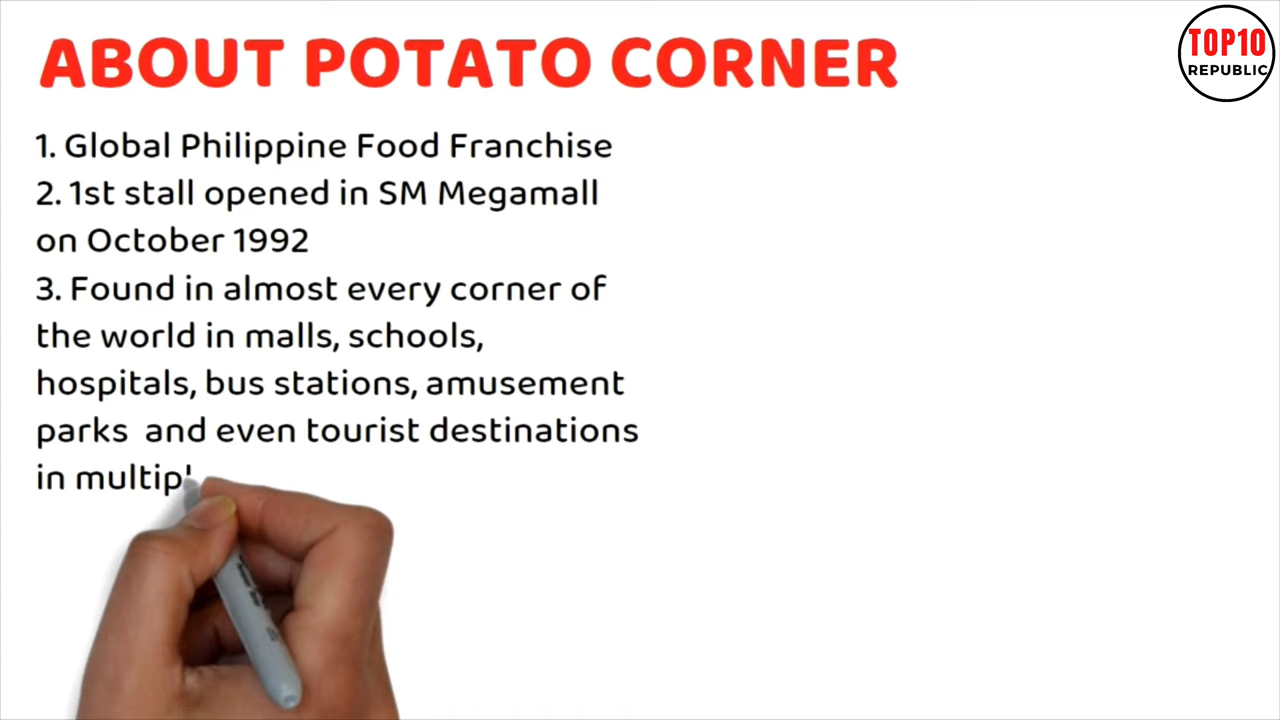 ABOUT POTATO CORNER
TOP10
REPUBLIC
1. Global Philippine Food Franchise
2. 1st stall opened in SM Megamall
on October 1992
3. Found in almost every corner of
the world in malls, schools,
hospitals, bus stations, amusement
parks and even tourist destinations
in